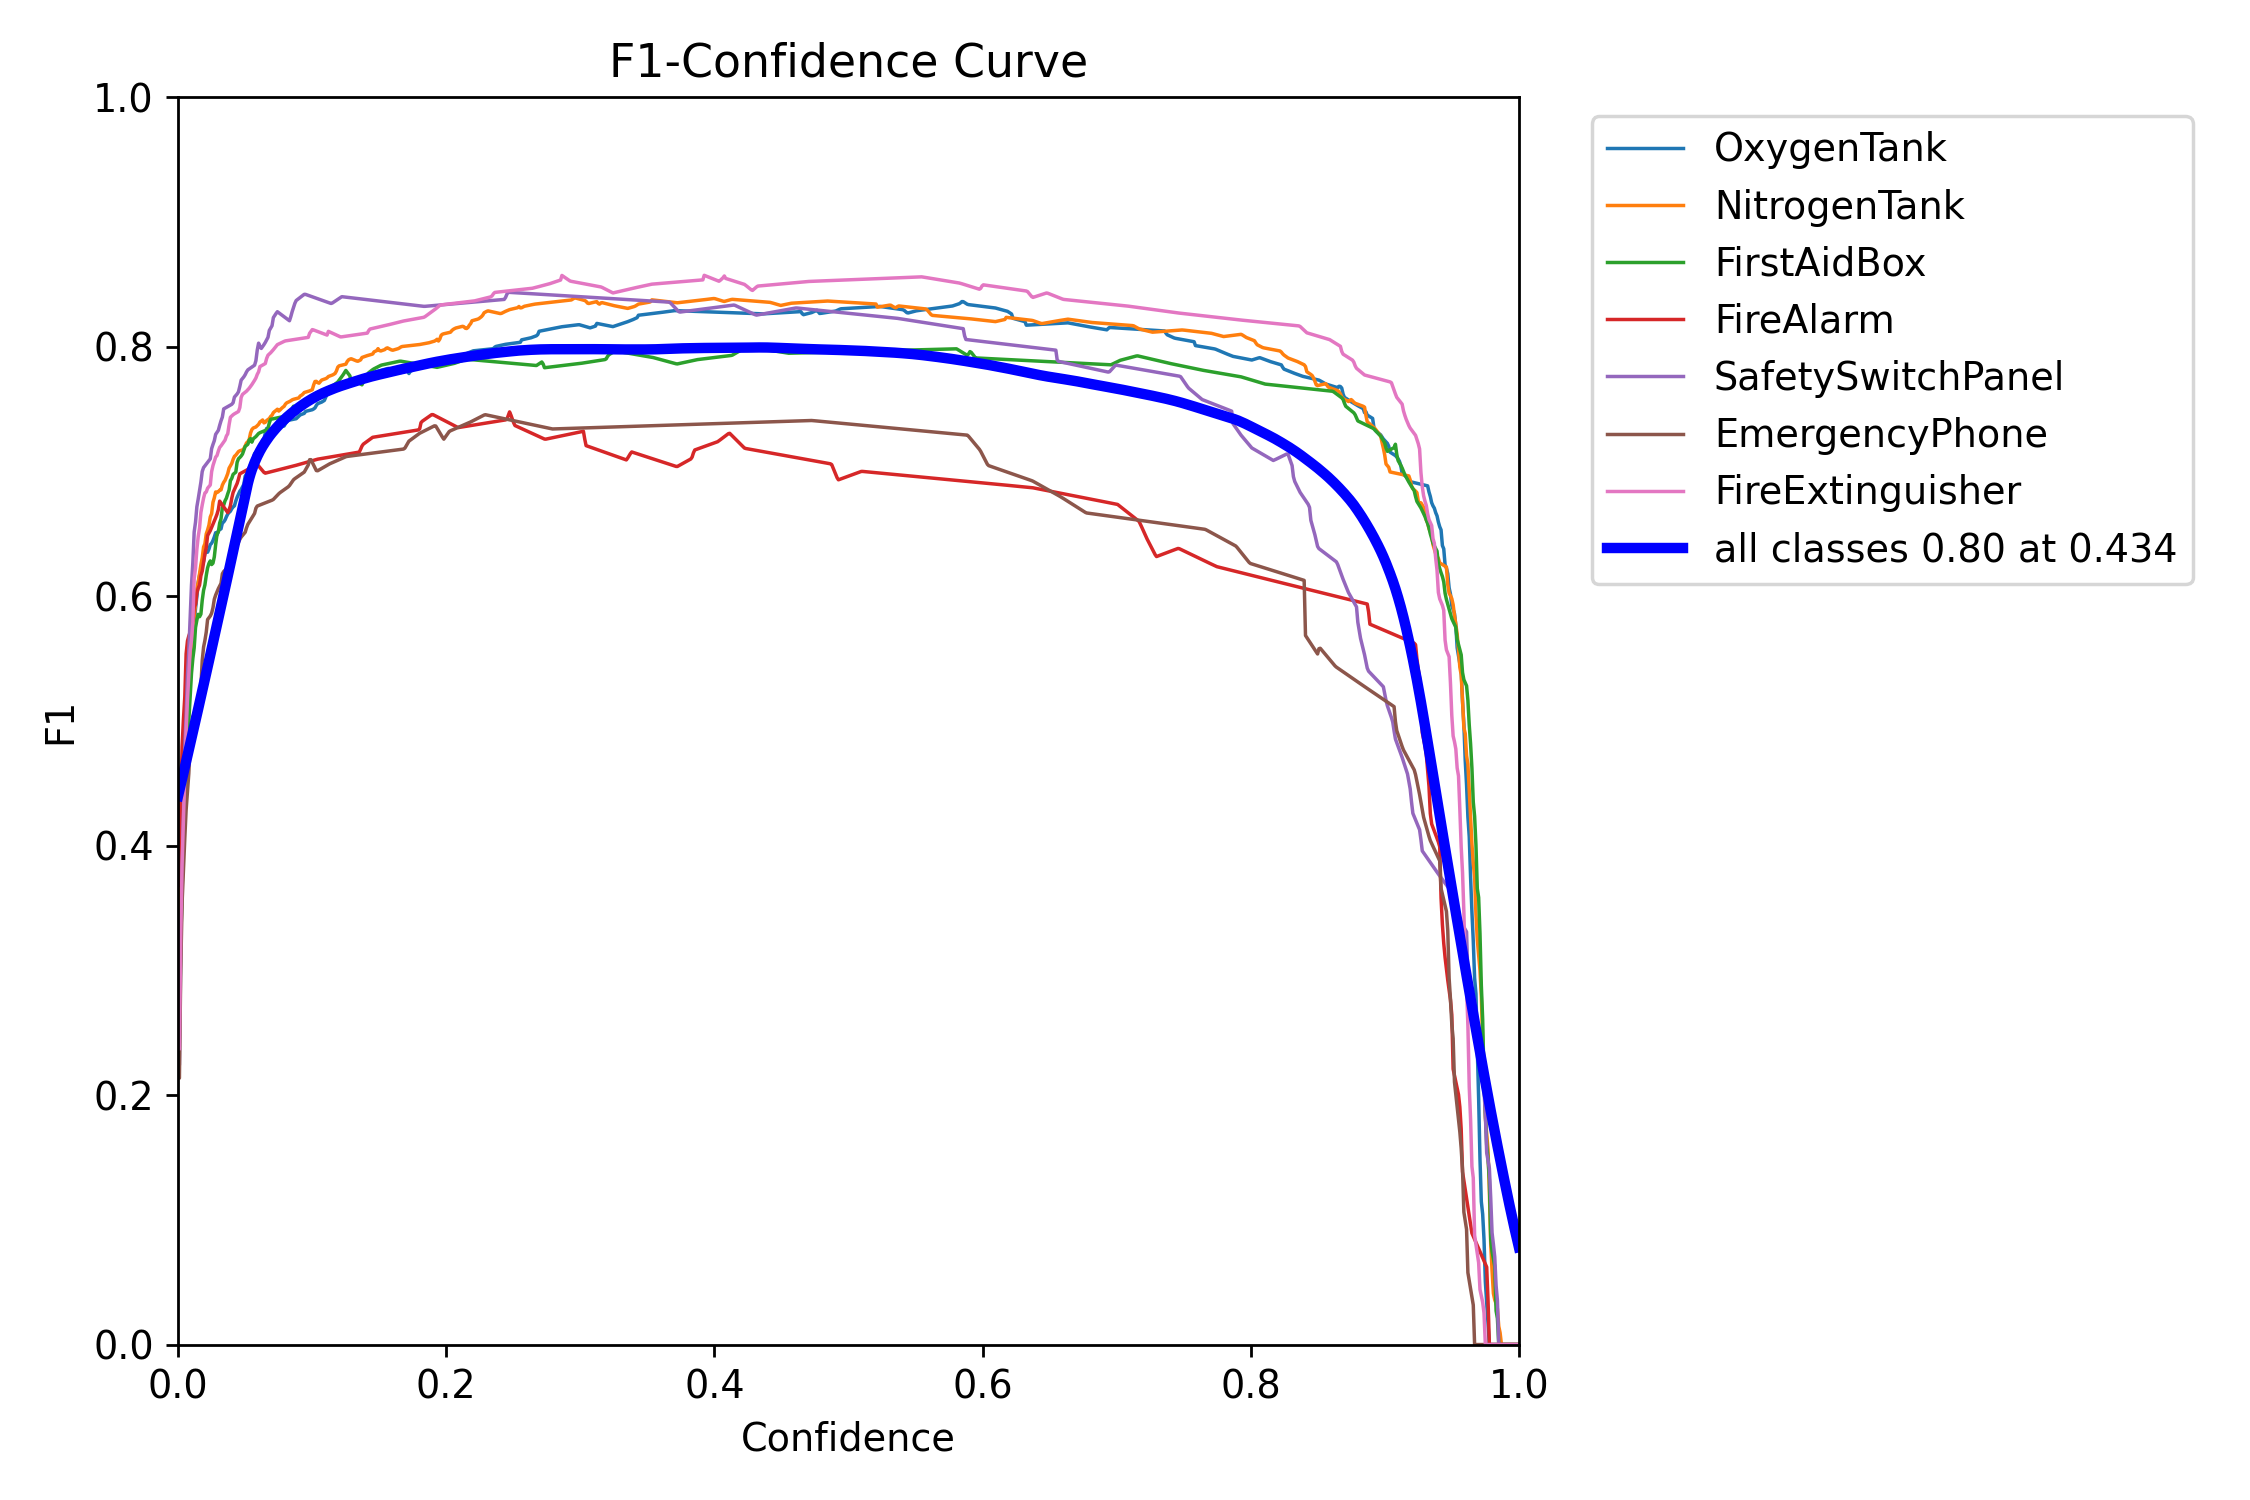 F1-Confidence Curve
1.0
0.8
0.6
0.4
0.2
0.0
F1
0.0 0.2 0.4 0.6 0.8 1.0
Confidence
OxygenTank
NitrogenTank
FirstAidBox
FireAlarm
SafetySwitchPanel
EmergencyPhone
FireExtinguisher
all classes 0.80 at 0.434